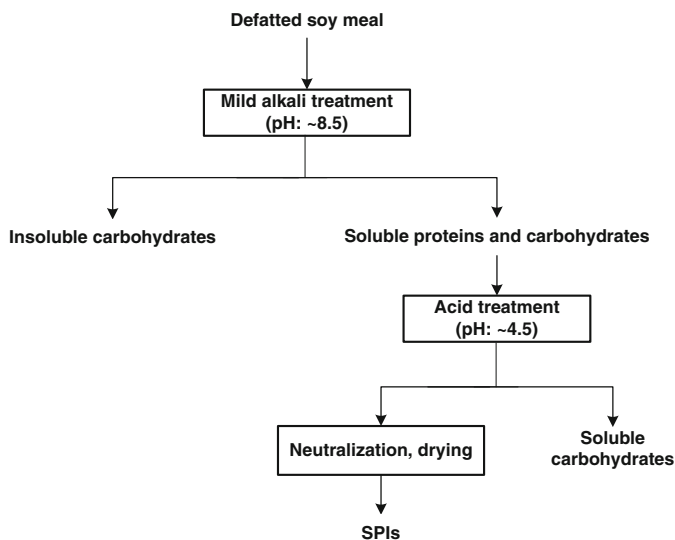 Defatted soy meal
Mild alkali treatment
(pH: ~8.5)
Insoluble carbohydrates
Soluble proteins and carbohydrates
Acid treatment
(pH: ~4.5)
Neutralization, drying
Soluble
carbohydrates
SPIs